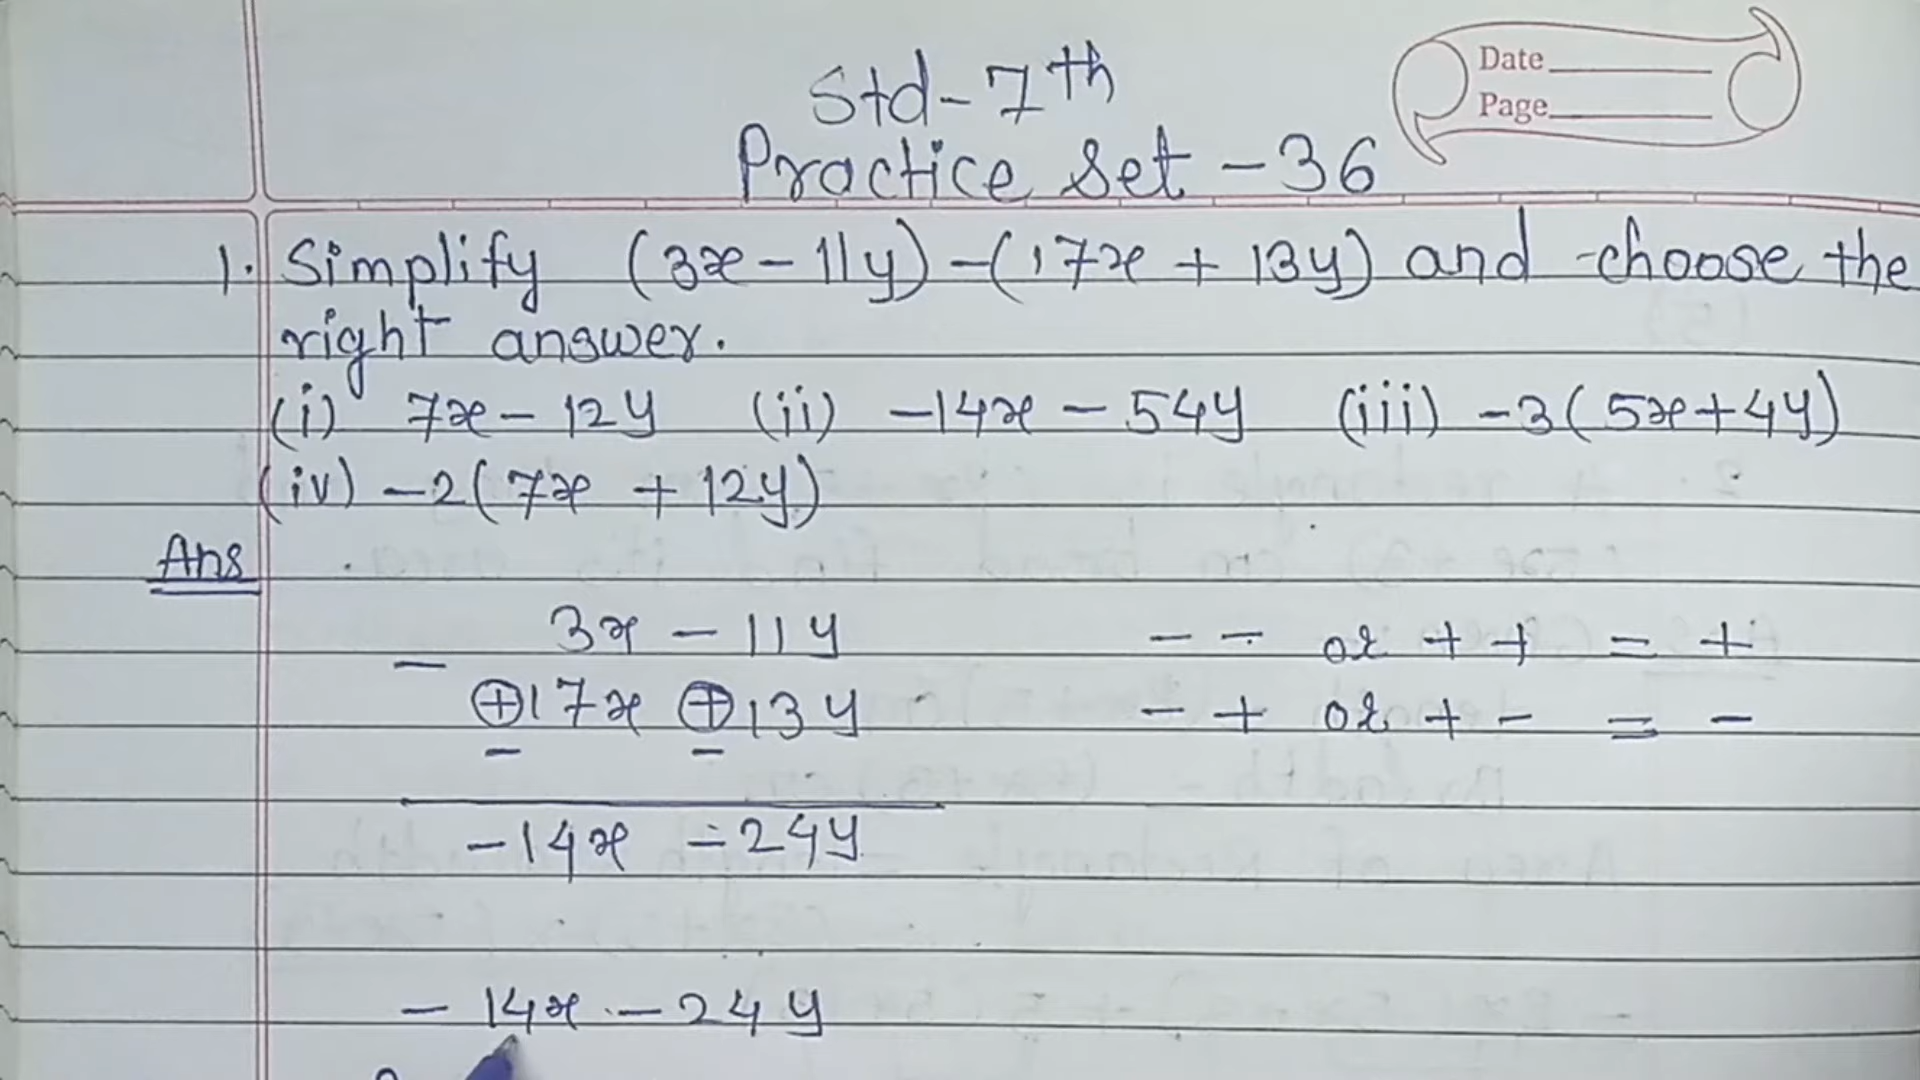 Std-7th
Date
Page
Practice Set - 36
1. Simplify (3x - 11y) - (17x + 13y) and choose the
right answer.
(i) 7x - 12y (ii) -14x - 54y (iii) -3(5x+4y)
(iv) -2(7x + 12y)
Ans
3x - 11y - - or + + = +
-
⊕17x ⊕13y - + or + - = -
- -
-14x -24y
- 14x - 24y